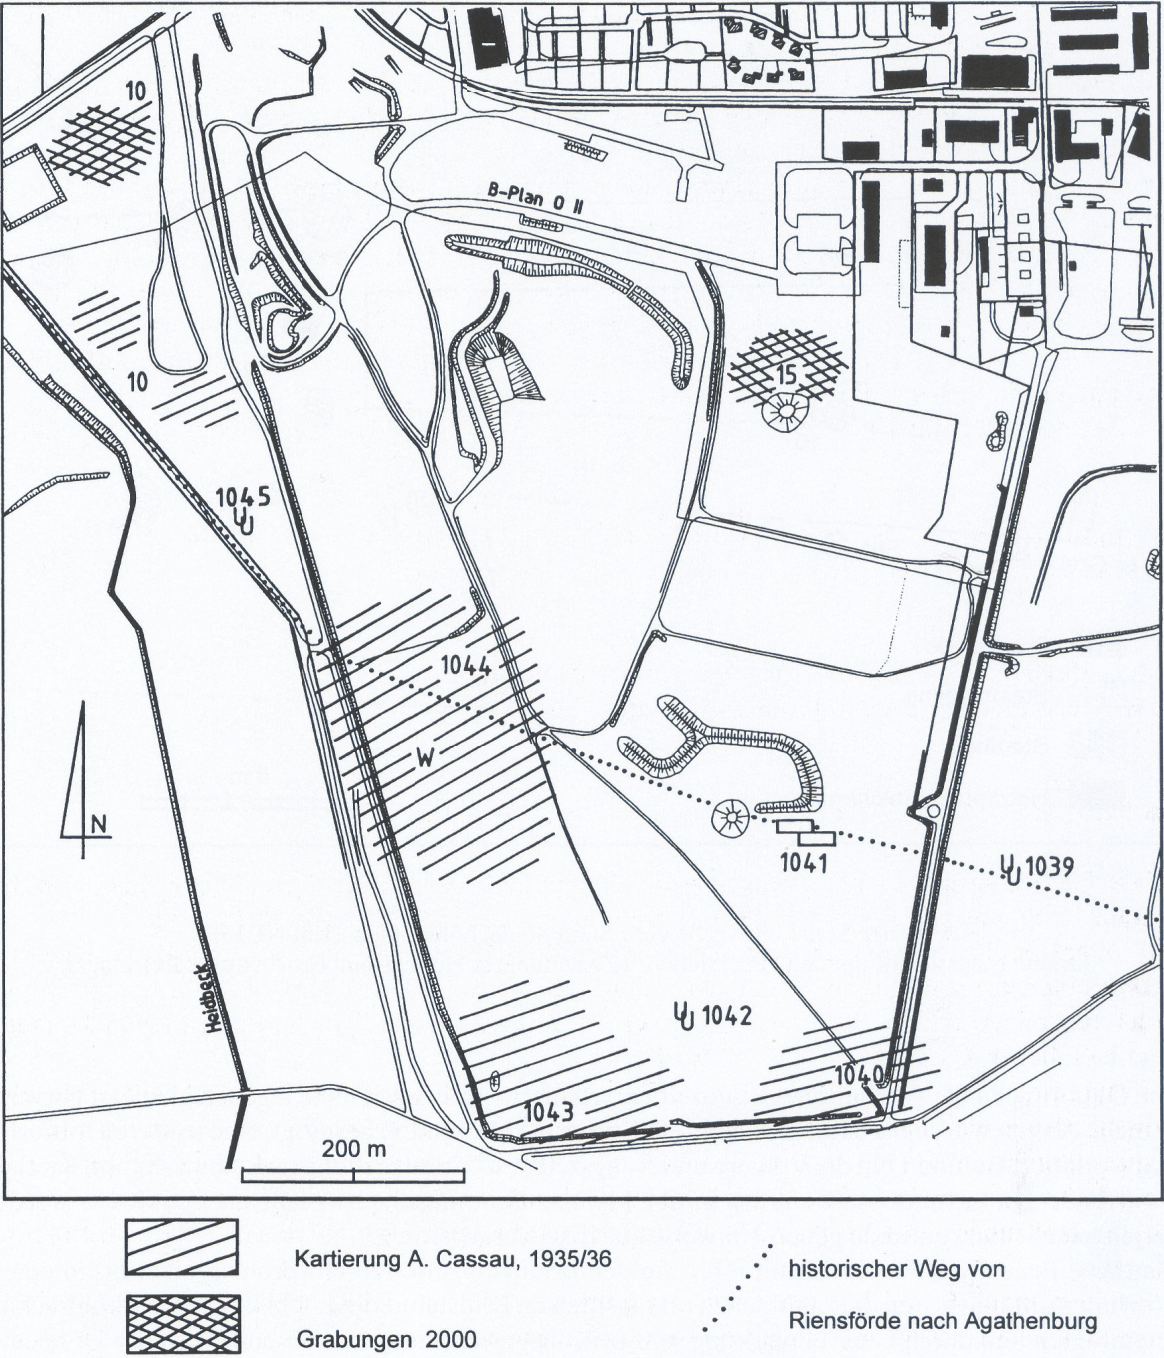 10
B-Plan O II
15
10
1045
1044
W
N
1041
1039
Heidbeck
1042
1040
1043
200 m
Kartierung A. Cassau, 1935/36
historischer Weg von
Grabungen 2000
Riensförde nach Agathenburg